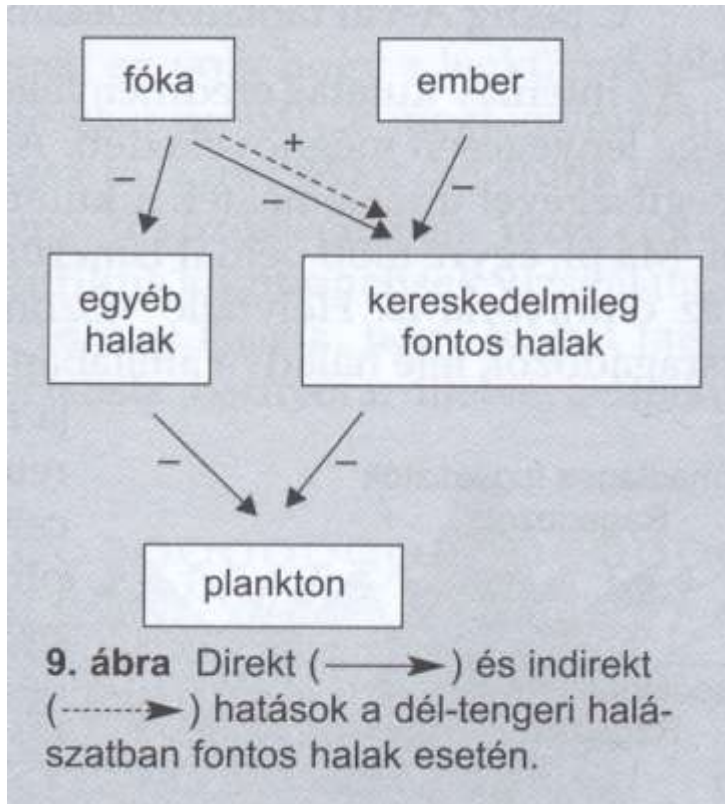 fóka
ember
+
–
–
–
egyéb
halak
kereskedelmileg
fontos halak
–
–
plankton
9. ábra Direkt (⟶) és indirekt
(⤏) hatások a dél-tengeri halá-
szatban fontos halak esetén.